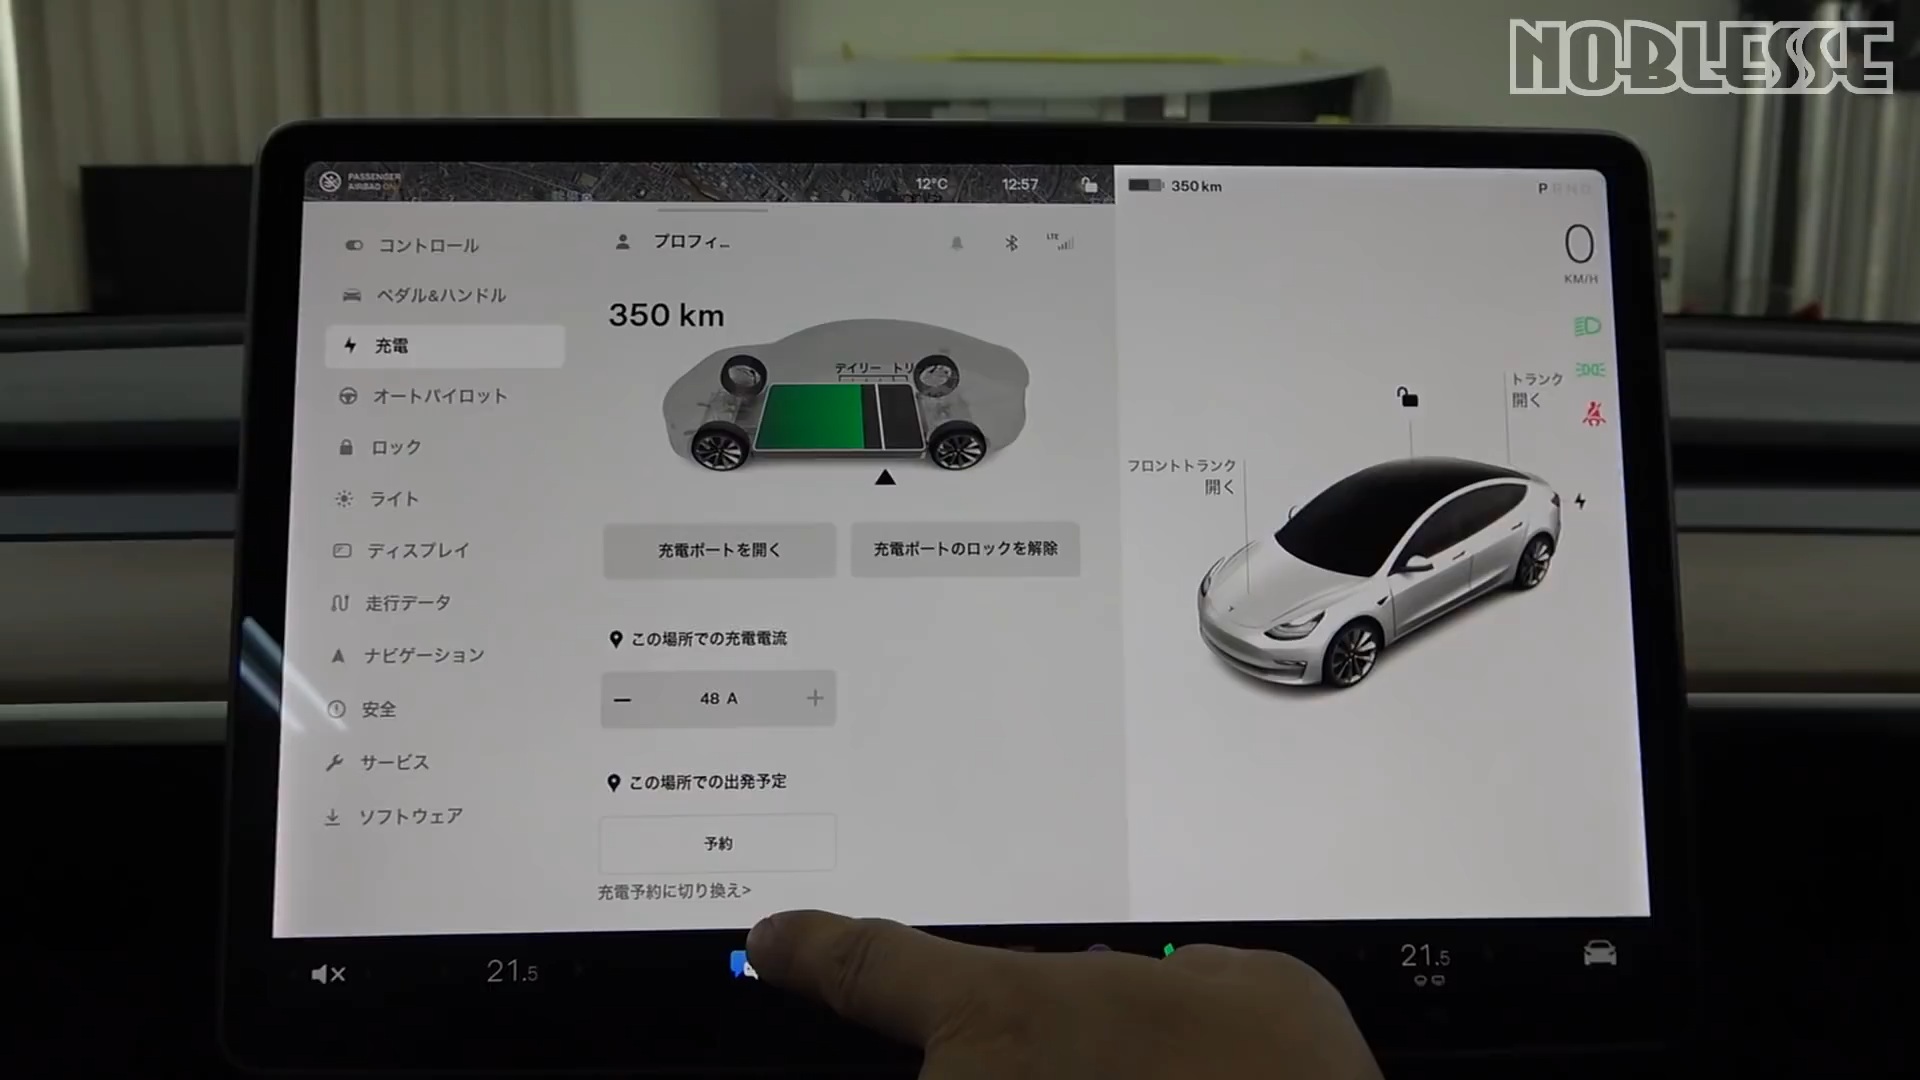 NOBLESSE
PASSENGER
AIRBAG ON
12°C
12:57
350 km
P R N D
コントロール
ペダル&ハンドル
充電
オートパイロット
ロック
ライト
ディスプレイ
走行データ
ナビゲーション
安全
サービス
ソフトウェア
プロフィ...
LTE
350 km
デイリー
充電ポートを開く
充電ポートのロックを解除
この場所での充電電流
48 A
この場所での出発予定
予約
充電予約に切り換え>
0
KM/H
トランク
開く
フロントトランク
開く
21.5
21.5